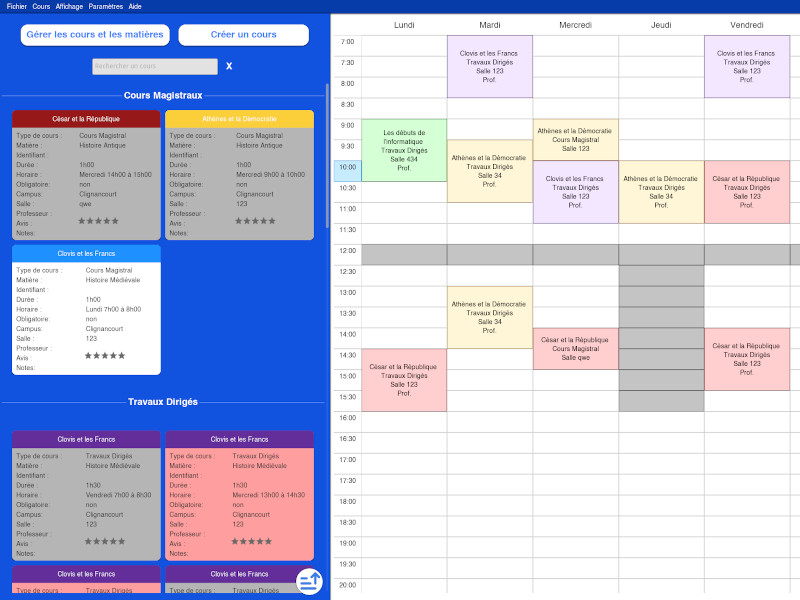 Fichier Cours Affichage Paramètres Aide
Gérer les cours et les matières
Créer un cours
Rechercher un cours
X
Cours Magistraux
César et la République
Type de cours : Cours Magistral
Matière : Histoire Antique
Identifiant :
Durée : 1h00
Horaire : Mercredi 14h00 à 15h00
Obligatoire: non
Campus: Clignancourt
Salle : qwe
Professeur :
Avis : ★★★★★
Notes:
Athènes et la Démocratie
Type de cours : Cours Magistral
Matière : Histoire Antique
Identifiant :
Durée : 1h00
Horaire : Mercredi 9h00 à 10h00
Obligatoire: non
Campus: Clignancourt
Salle : 123
Professeur :
Avis : ★★★★★
Notes:
Clovis et les Francs
Type de cours : Cours Magistral
Matière : Histoire Médiévale
Identifiant :
Durée : 1h00
Horaire : Lundi 7h00 à 8h00
Obligatoire: non
Campus: Clignancourt
Salle : 123
Professeur :
Avis : ★★★★★
Notes:
Travaux Dirigés
Clovis et les Francs
Type de cours : Travaux Dirigés
Matière : Histoire Médiévale
Identifiant :
Durée : 1h30
Horaire : Vendredi 7h00 à 8h30
Obligatoire: non
Campus: Clignancourt
Salle : 123
Professeur :
Avis : ★★★★★
Notes:
Clovis et les Francs
Type de cours : Travaux Dirigés
Matière : Histoire Médiévale
Identifiant :
Durée : 1h30
Horaire : Mercredi 13h00 à 14h30
Obligatoire: non
Campus: Clignancourt
Salle : 123
Professeur :
Avis : ★★★★★
Notes:
Clovis et les Francs
Type de cours : Travaux Dirigés
Clovis et les Francs
Type de cours : Travaux Dirigés
Lundi Mardi Mercredi Jeudi Vendredi
7:00
7:30
8:00
8:30
9:00
9:30
10:00
10:30
11:00
11:30
12:00
12:30
13:00
13:30
14:00
14:30
15:00
15:30
16:00
16:30
17:00
17:30
18:00
18:30
19:00
19:30
20:00
Les débuts de
l'informatique
Travaux Dirigés
Salle 434
Prof.
César et la République
Travaux Dirigés
Salle 123
Prof.
Clovis et les Francs
Travaux Dirigés
Salle 123
Prof.
Athènes et la Démocratie
Travaux Dirigés
Salle 34
Prof.
Athènes et la Démocratie
Travaux Dirigés
Salle 34
Prof.
Athènes et la Démocratie
Cours Magistral
Salle 123
Clovis et les Francs
Travaux Dirigés
Salle 123
Prof.
César et la République
Cours Magistral
Salle qwe
Athènes et la Démocratie
Travaux Dirigés
Salle 34
Prof.
Clovis et les Francs
Travaux Dirigés
Salle 123
Prof.
César et la République
Travaux Dirigés
Salle 123
Prof.
César et la République
Travaux Dirigés
Salle 123
Prof.